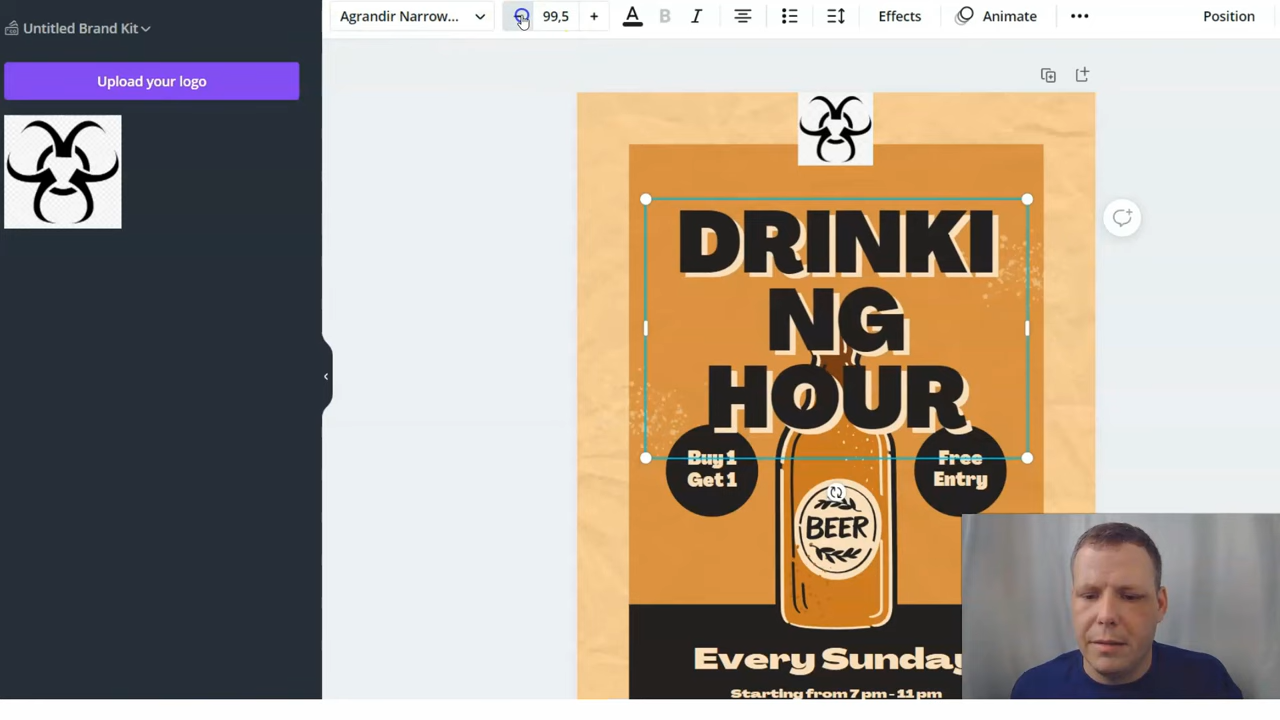 Untitled Brand Kit
Upload your logo
Agrandir Narrow...
99,5
+
A
B
I
Effects
Animate
Position
DRINKI
NG
HOUR
Buy 1
Get 1
Free
Entry
BEER
Every Sunday
Starting from 7 pm - 11 pm